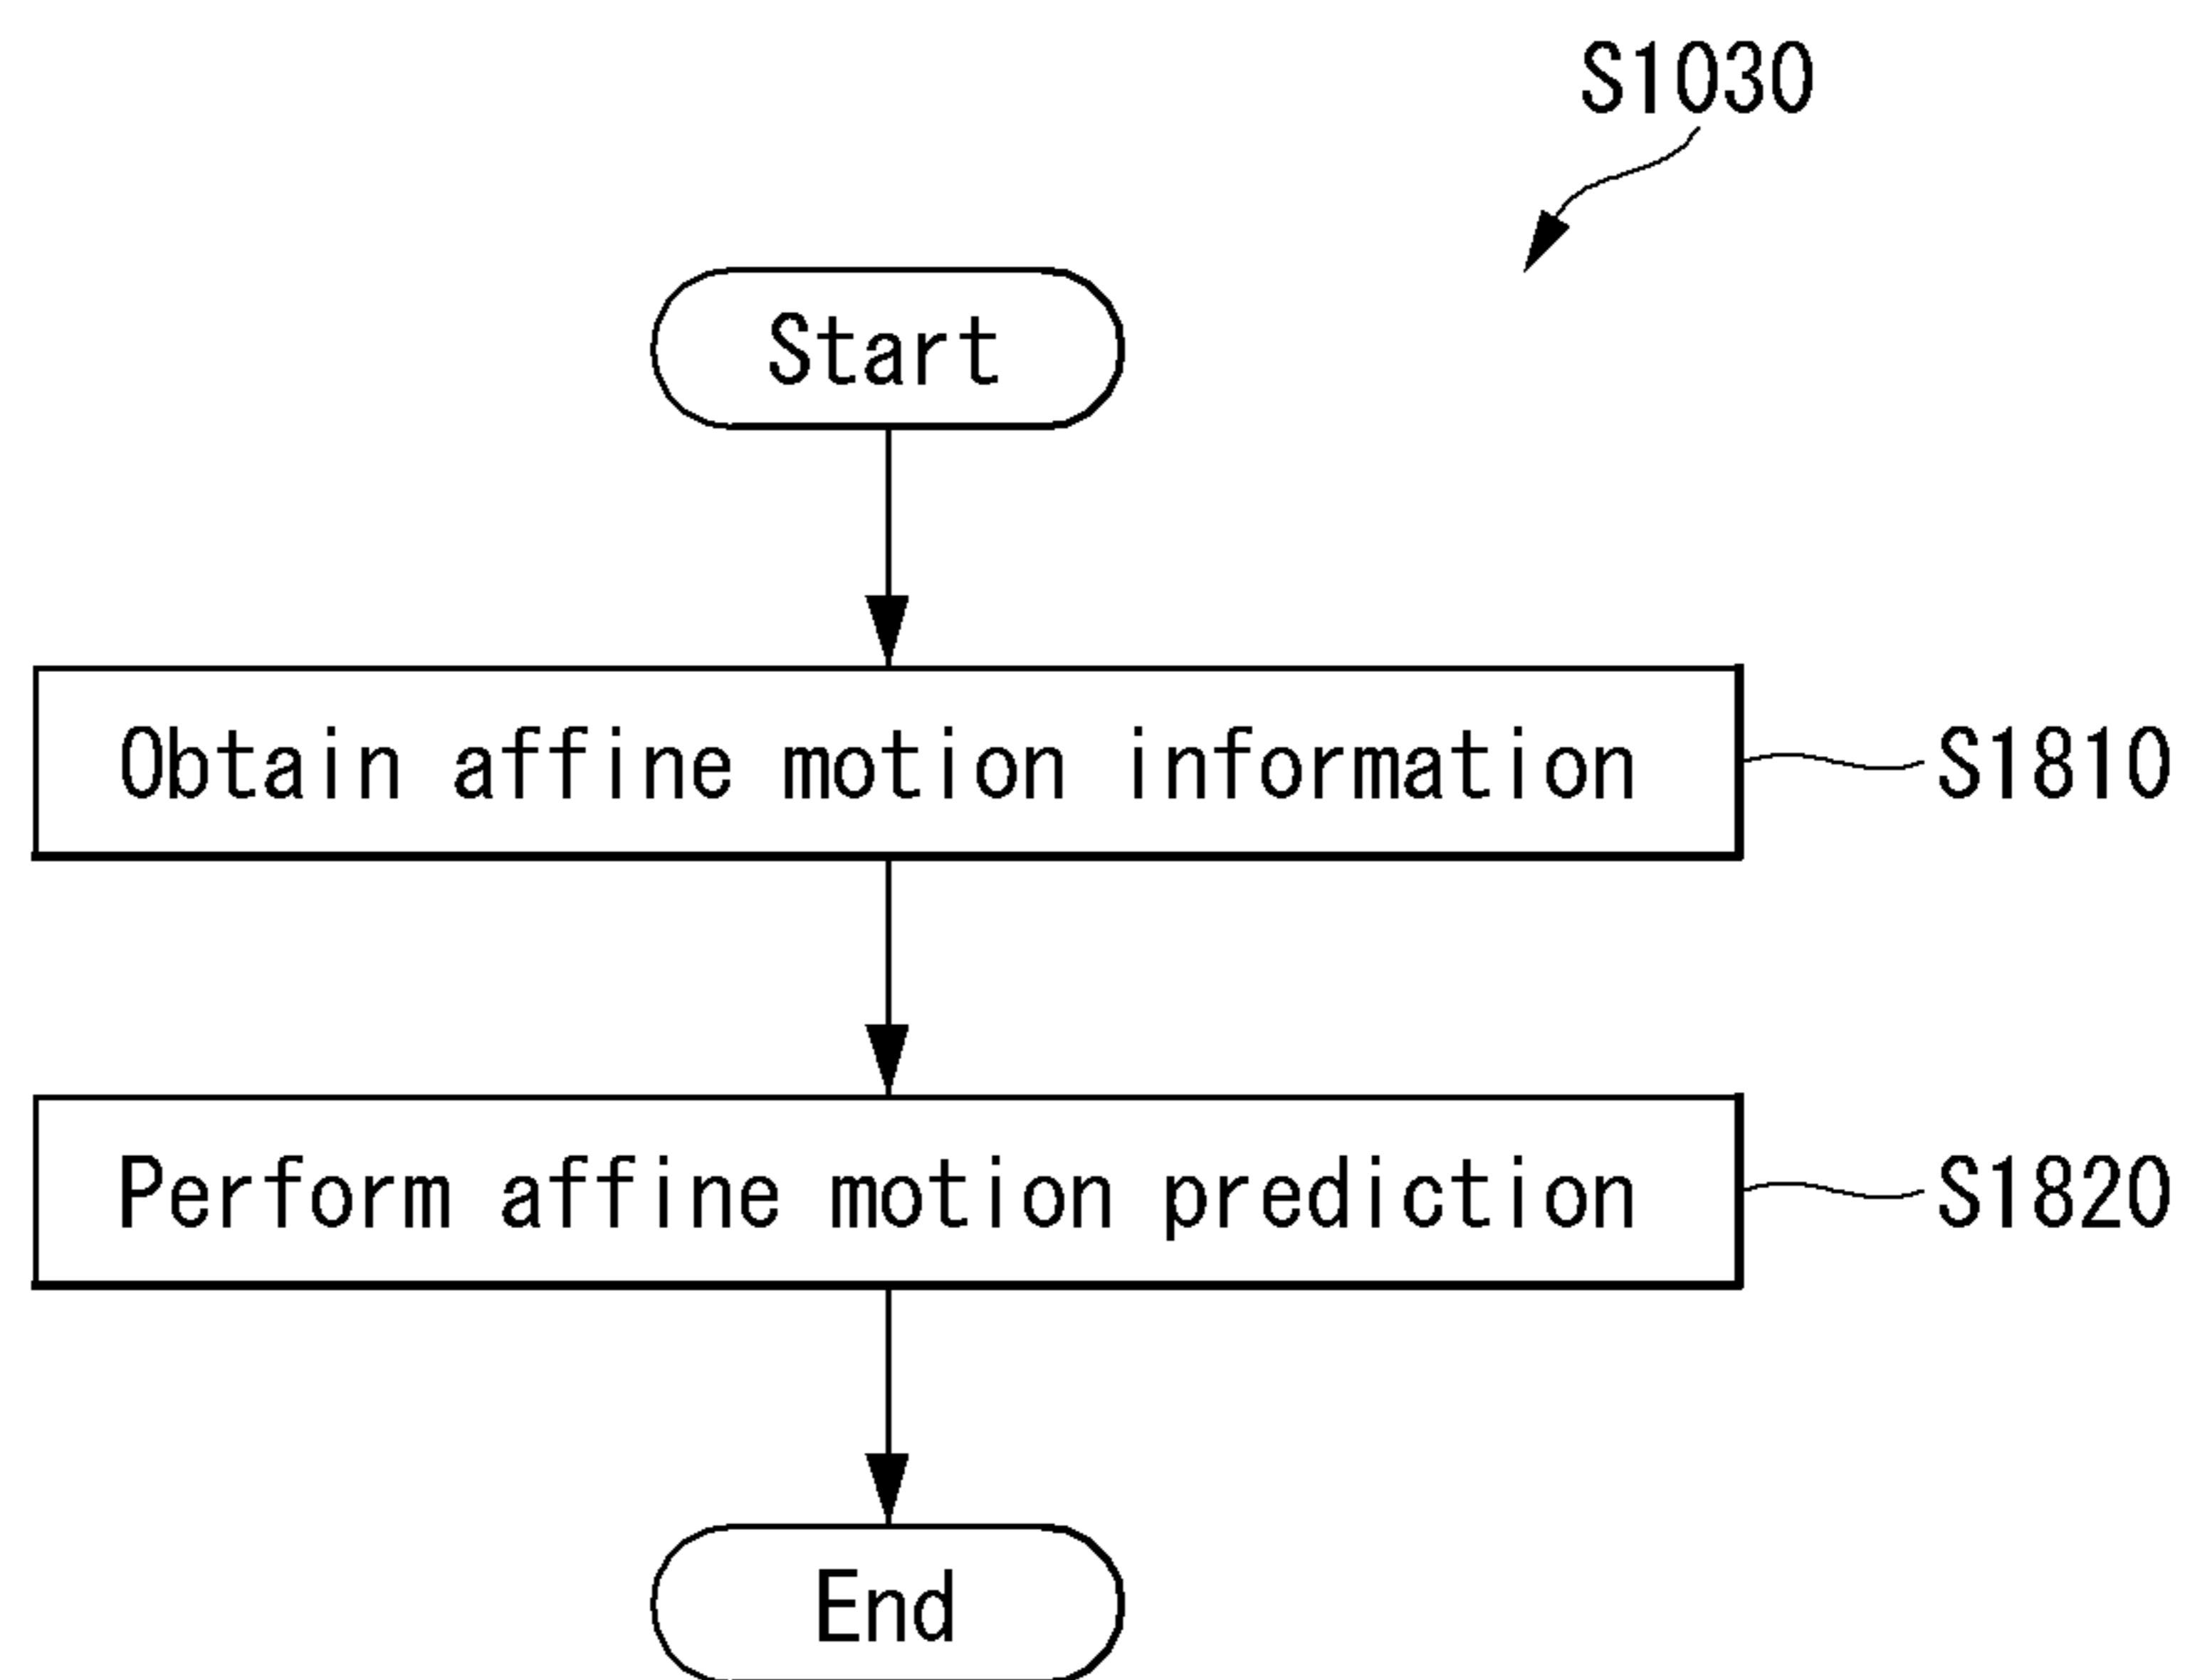 S1030
Start
Obtain affine motion information
S1810
Perform affine motion prediction
S1820
End